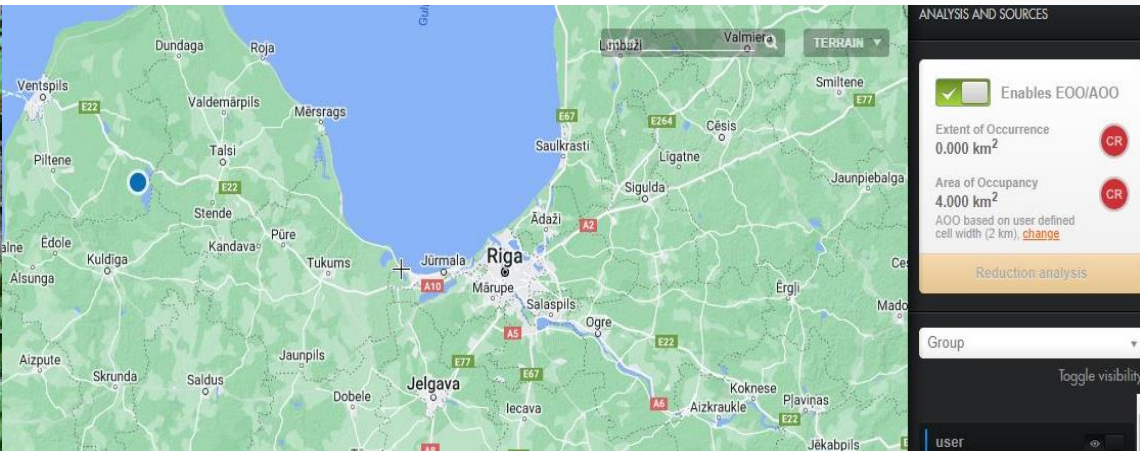 ANALYSIS AND SOURCES
Enables EOO/AOO
Extent of Occurrence
0.000 km²
CR
Area of Occupancy
4.000 km²
CR
AOO based on user defined
cell width (2 km), change
Reduction analysis
Group
Toggle visibility
user
TERRAIN
Gul
Dundaga
Roja
Limbaži
Valmiera
Ventspils
E22
Valdemārpils
Mērsrags
Smiltene
E77
E67
E264
Cēsis
Saulkrasti
Līgatne
Piltene
Talsi
E22
Sigulda
Jaunpiebalga
Stende
Ādaži
A2
Ēdole
Kuldīga
Kandava
Pūre
Tukums
Jūrmala
Riga
Alsunga
A10
Mārupe
Salaspils
Ērgļi
Ogre
A5
E22
Aizpute
Skrunda
Saldus
Jaunpils
E77
E67
Dobele
Jelgava
Iecava
A6
Koknese
Aizkraukle
Pļaviņas
E22
A8
Jēkabpils